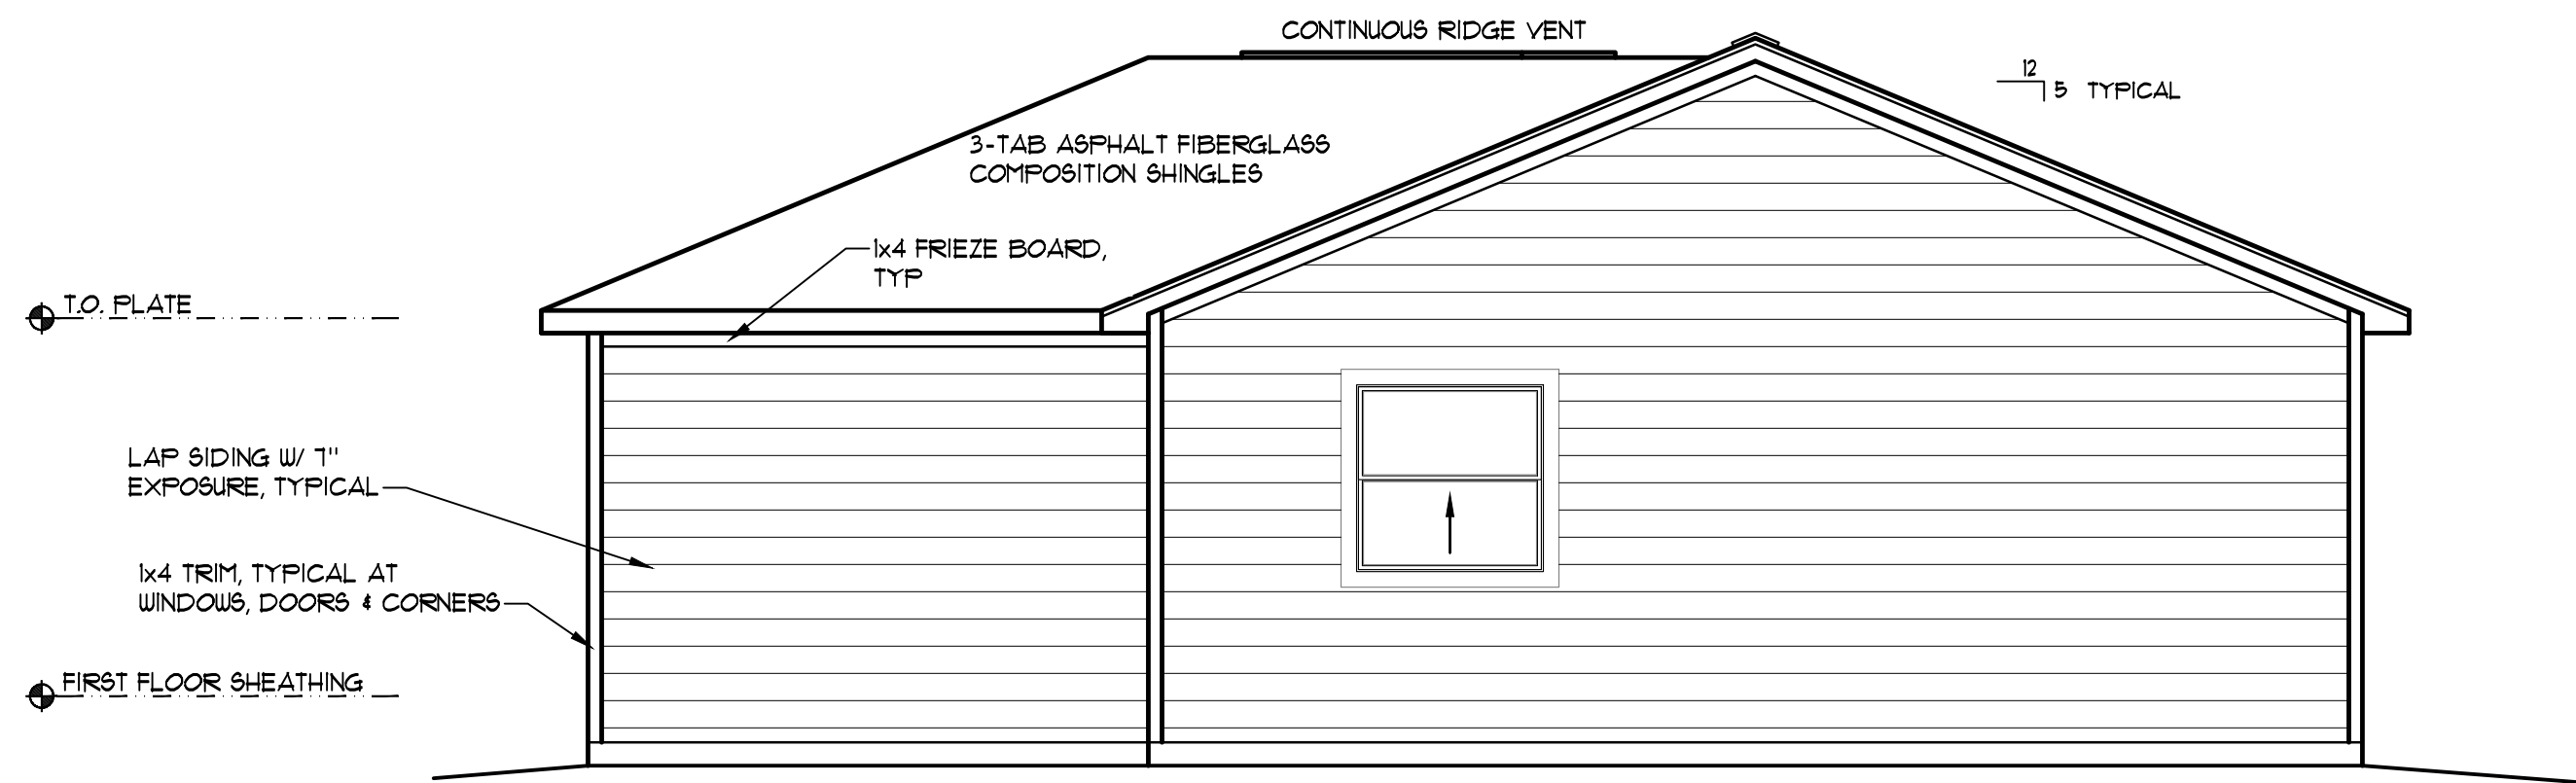 CONTINUOUS RIDGE VENT
12
5 TYPICAL
3-TAB ASPHALT FIBERGLASS
COMPOSITION SHINGLES
1x4 FRIEZE BOARD,
TYP
T.O. PLATE
LAP SIDING W/ 7"
EXPOSURE, TYPICAL
1x4 TRIM, TYPICAL AT
WINDOWS, DOORS & CORNERS
FIRST FLOOR SHEATHING